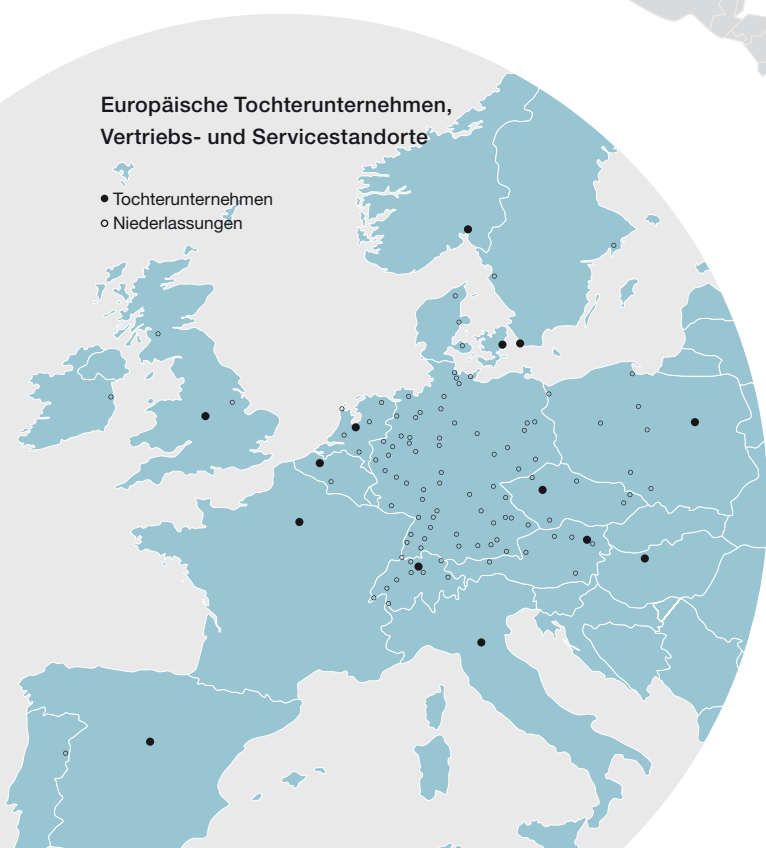 Europäische Tochterunternehmen,
Vertriebs- und Servicestandorte
Tochterunternehmen
Niederlassungen